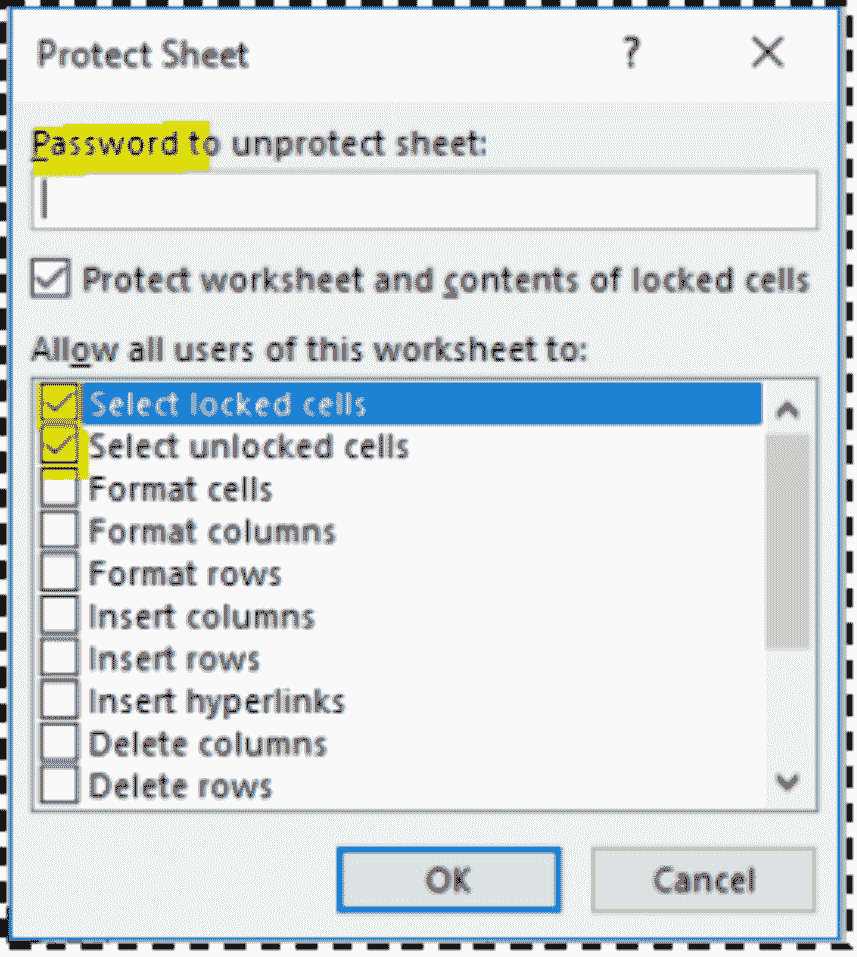 Protect Sheet ?
Password to unprotect sheet:
Protect worksheet and contents of locked cells
Allow all users of this worksheet to:
Select locked cells
Select unlocked cells
Format cells
Format columns
Format rows
Insert columns
Insert rows
Insert hyperlinks
Delete columns
Delete rows
OK Cancel